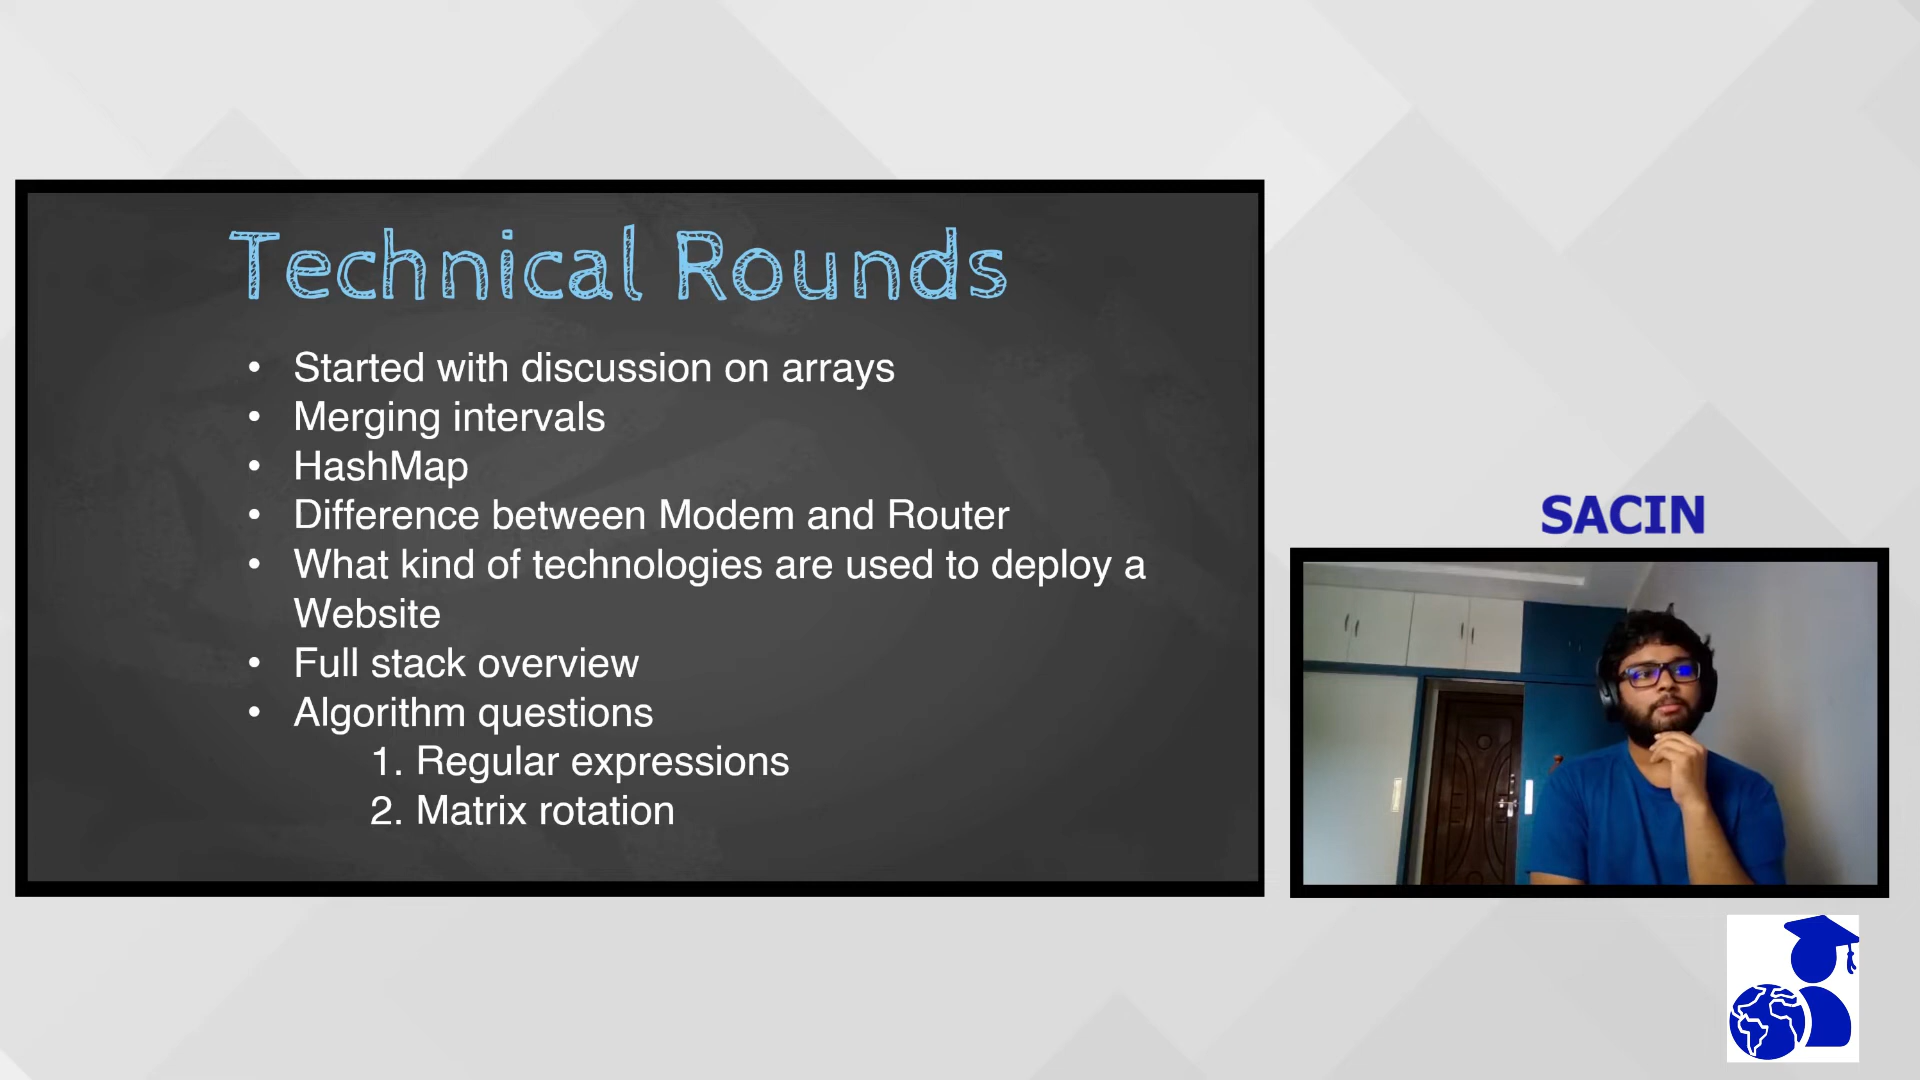 Technical Rounds
• Started with discussion on arrays
• Merging intervals
• HashMap
• Difference between Modem and Router
• What kind of technologies are used to deploy a
Website
• Full stack overview
• Algorithm questions
1. Regular expressions
2. Matrix rotation
SACIN